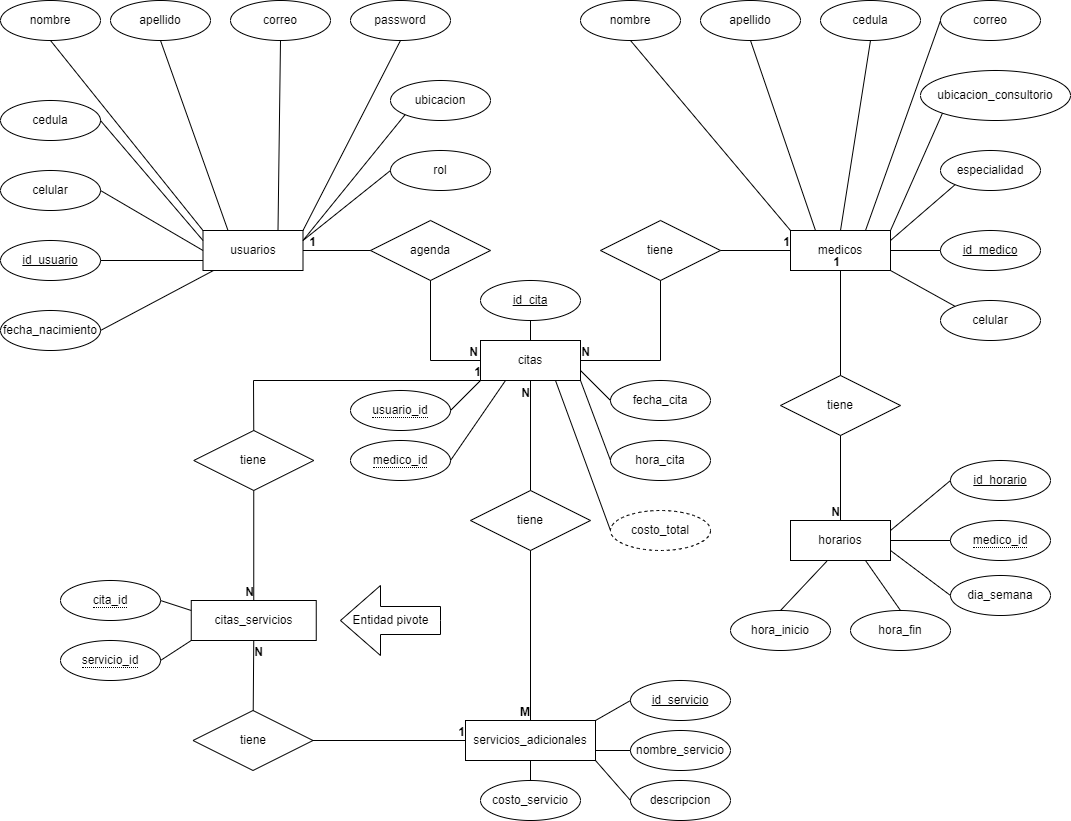 nombre
apellido
correo
password
nombre
apellido
cedula
correo
ubicacion
ubicacion_consultorio
cedula
rol
especialidad
celular
usuarios
1
agenda
tiene
1
medicos
1
id_medico
id_usuario
id_cita
celular
fecha_nacimiento
N
citas
N
1
N
usuario_id
fecha_cita
tiene
medico_id
hora_cita
tiene
id_horario
tiene
costo_total
N
horarios
medico_id
dia_semana
N
cita_id
citas_servicios
Entidad pivote
hora_inicio
hora_fin
servicio_id
N
id_servicio
M
tiene
1
servicios_adicionales
nombre_servicio
costo_servicio
descripcion